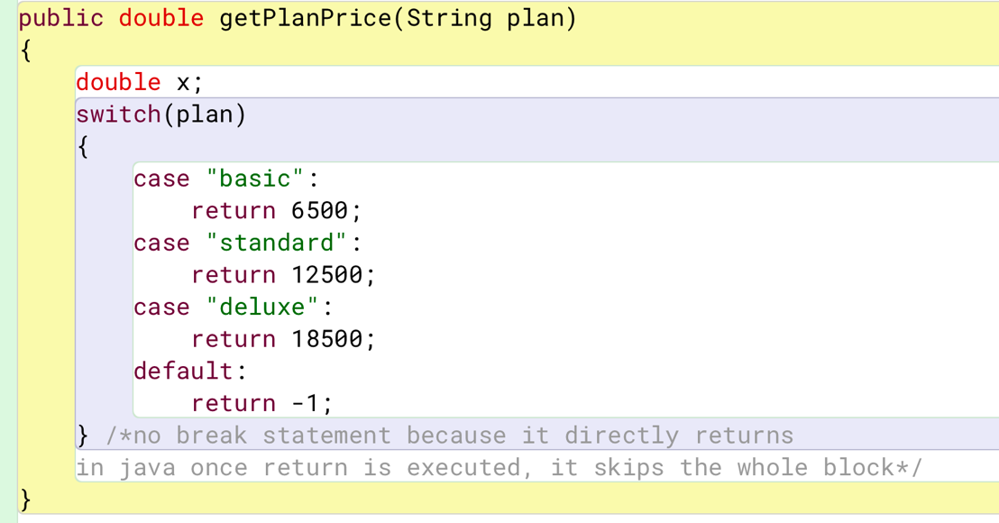 public double getPlanPrice(String plan)
{
    double x;
    switch(plan)
    {
        case "basic":
            return 6500;
        case "standard":
            return 12500;
        case "deluxe":
            return 18500;
        default:
            return -1;
    } /*no break statement because it directly returns
    in java once return is executed, it skips the whole block*/
}